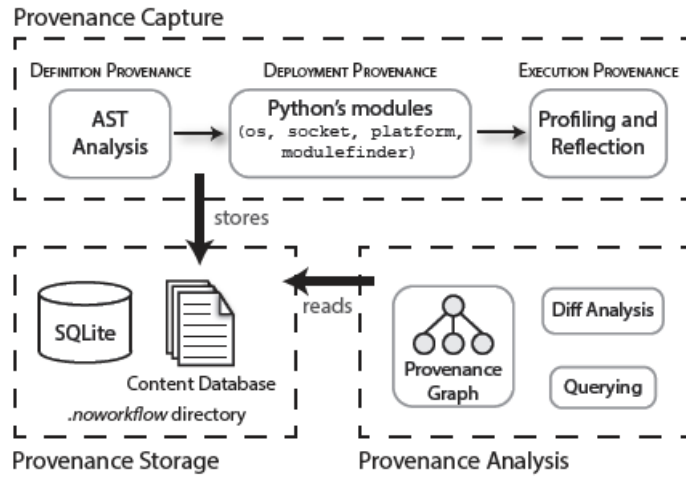 Provenance Capture
DEFINITION PROVENANCE
DEPLOYMENT PROVENANCE
EXECUTION PROVENANCE
AST
Analysis
Python's modules
(os, socket, platform,
modulefinder)
Profiling and
Reflection
stores
reads
SQLite
Content Database
.noworkflow directory
Provenance
Graph
Diff Analysis
Querying
Provenance Storage
Provenance Analysis